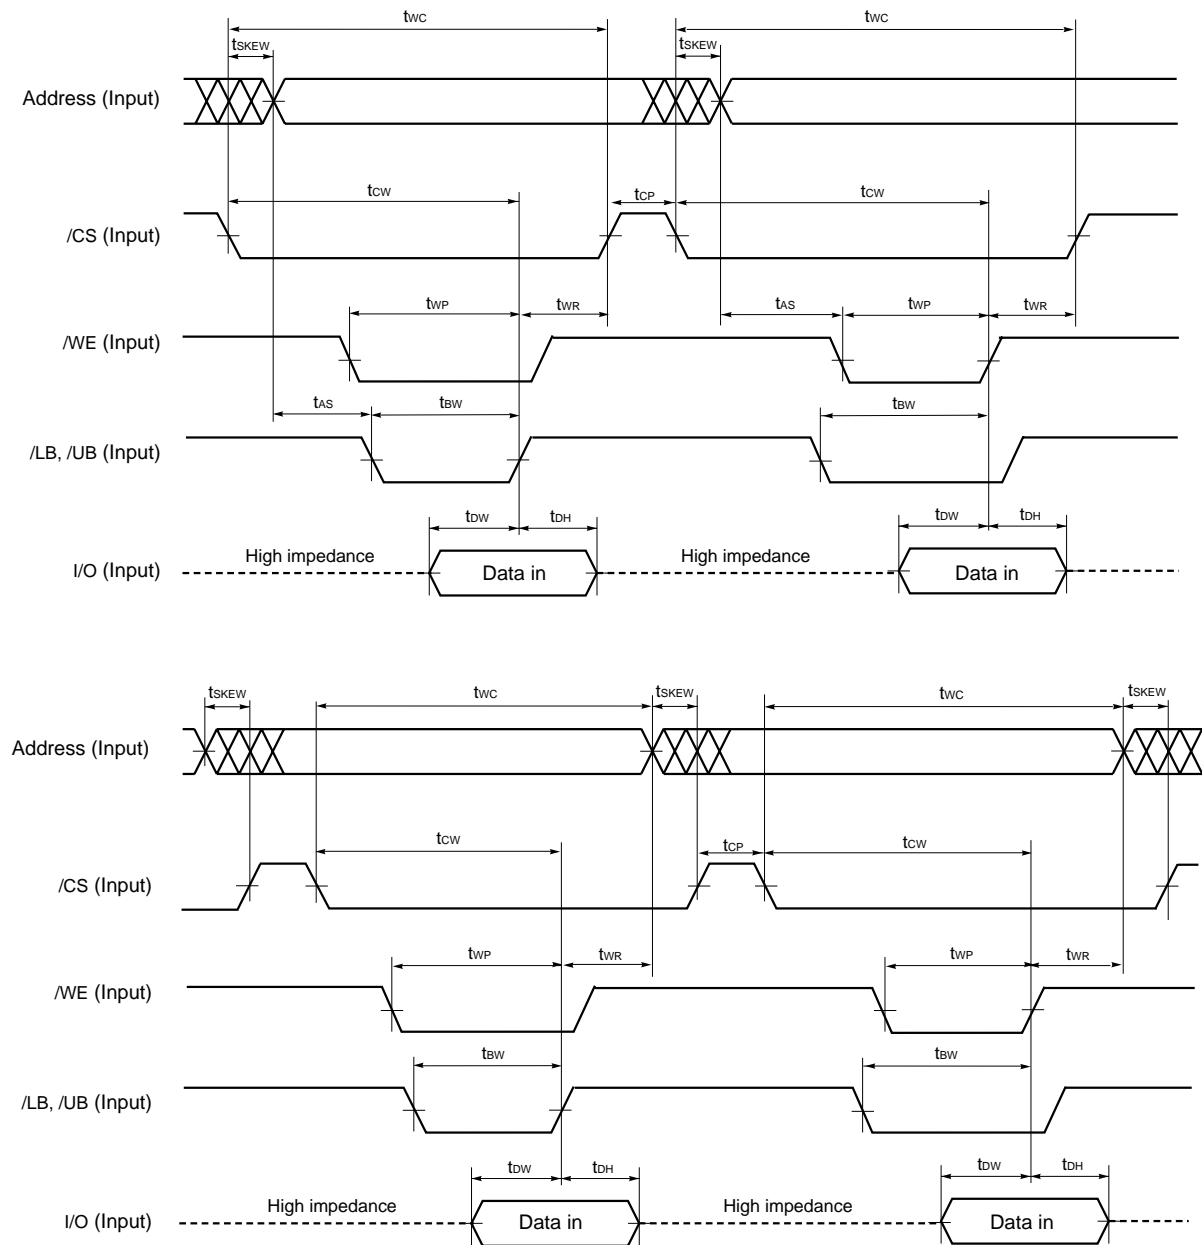 tWC tWC
tSKEW tSKEW
Address (Input)
tCW tCP tCW
/CS (Input)
tWP tWR tAS tWP tWR
/WE (Input)
tAS tBW tBW
/LB, /UB (Input)
tDW tDH tDW tDH
High impedance High impedance
I/O (Input) Data in Data in
tSKEW tWC tSKEW tWC tSKEW
Address (Input)
tCW tCP tCW
/CS (Input)
tWP tWR tWP tWR
/WE (Input)
tBW tBW
/LB, /UB (Input)
tDW tDH tDW tDH
High impedance High impedance
I/O (Input) Data in Data in